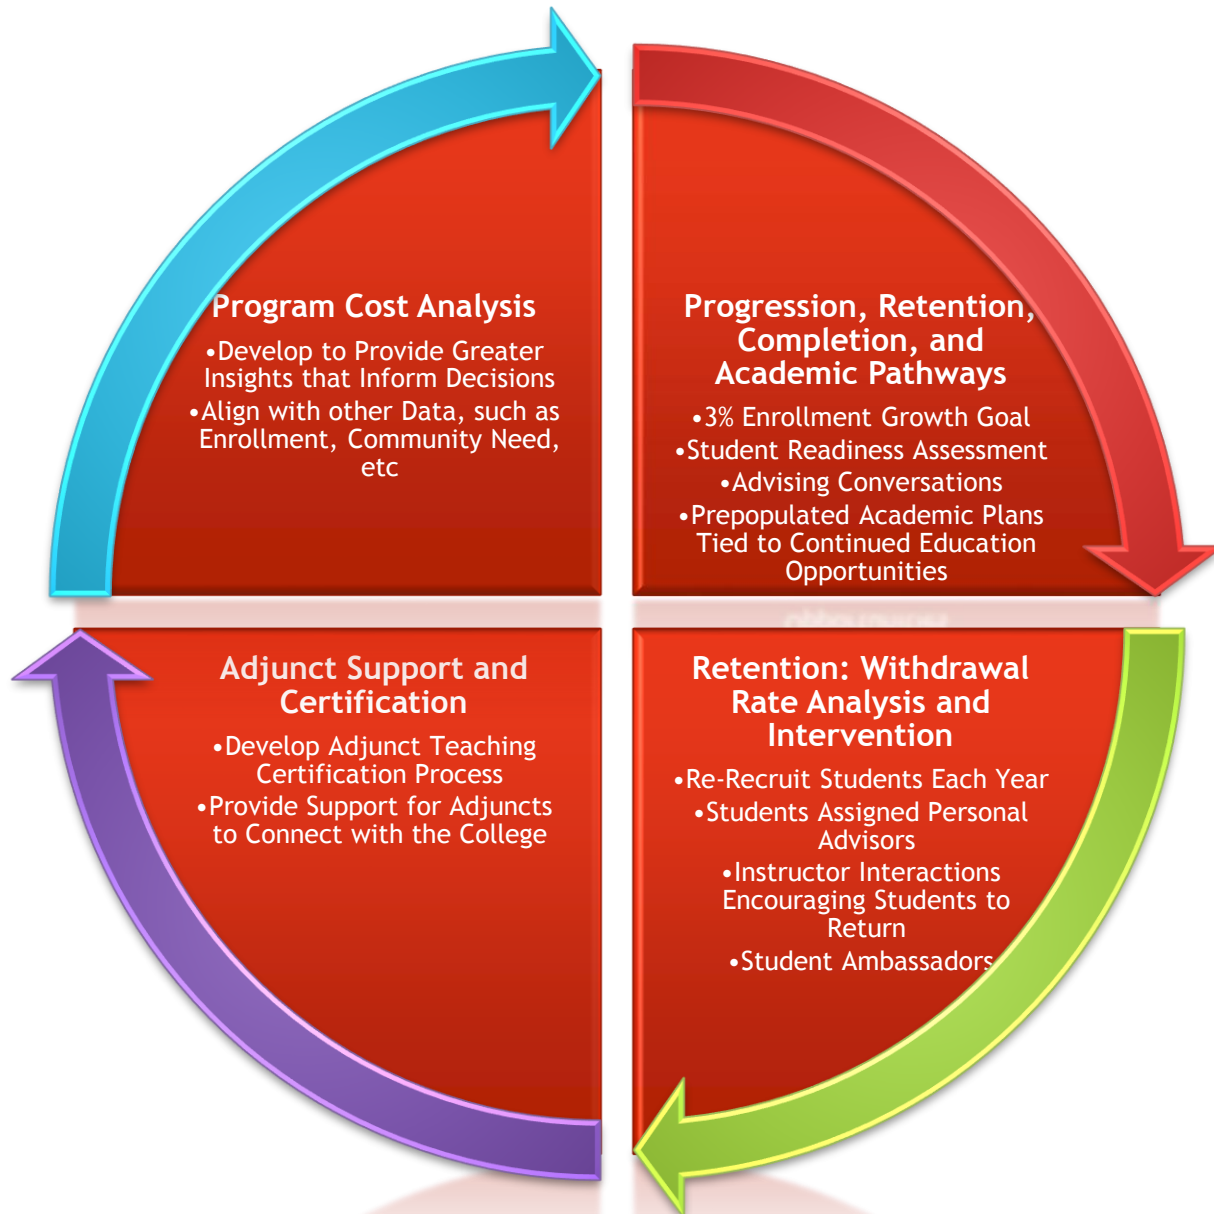 Program Cost Analysis
•Develop to Provide Greater
Insights that Inform Decisions
•Align with other Data, such as
Enrollment, Community Need,
etc
Progression, Retention,
Completion, and
Academic Pathways
•3% Enrollment Growth Goal
•Student Readiness Assessment
•Advising Conversations
•Prepopulated Academic Plans
Tied to Continued Education
Opportunities
Adjunct Support and
Certification
•Develop Adjunct Teaching
Certification Process
•Provide Support for Adjuncts
to Connect with the College
Retention: Withdrawal
Rate Analysis and
Intervention
•Re-Recruit Students Each Year
•Students Assigned Personal
Advisors
•Instructor Interactions
Encouraging Students to
Return
•Student Ambassadors